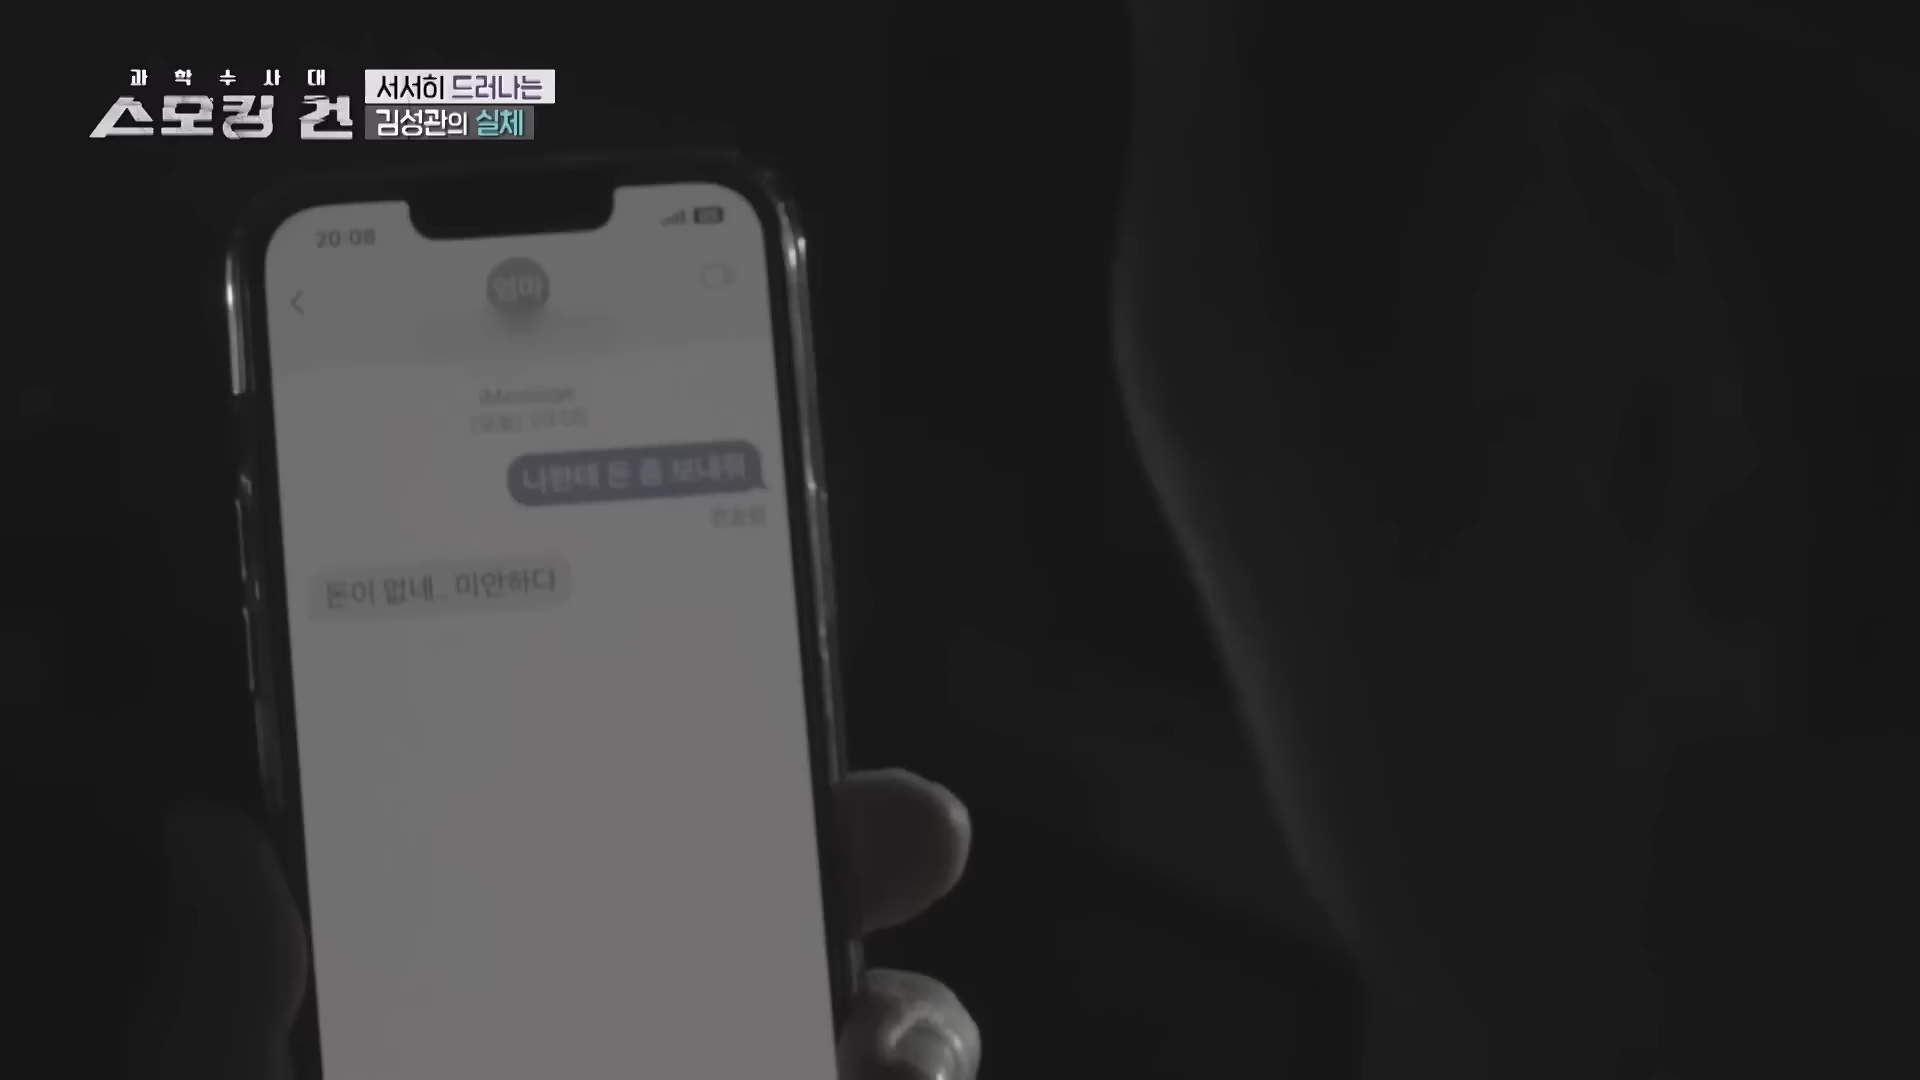 과학수사대
스모킹 건
서서히 드러나는
김성관의 실체
20:08
엄마
iMessage
나한테 돈 좀 보내줘
돈이 없네.. 미안하다